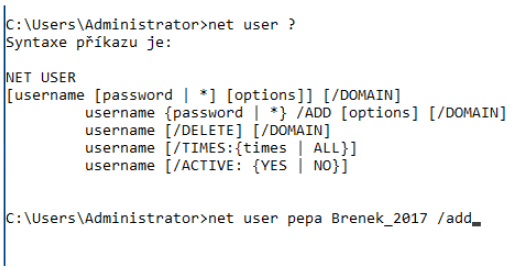 C:\Users\Administrator>net user ?
Syntaxe příkazu je:
NET USER
[username [password | *] [options]] [/DOMAIN]
username {password | *} /ADD [options] [/DOMAIN]
username [/DELETE] [/DOMAIN]
username [/TIMES:{times | ALL}]
username [/ACTIVE: {YES | NO}]
C:\Users\Administrator>net user pepa Brenek_2017 /add_